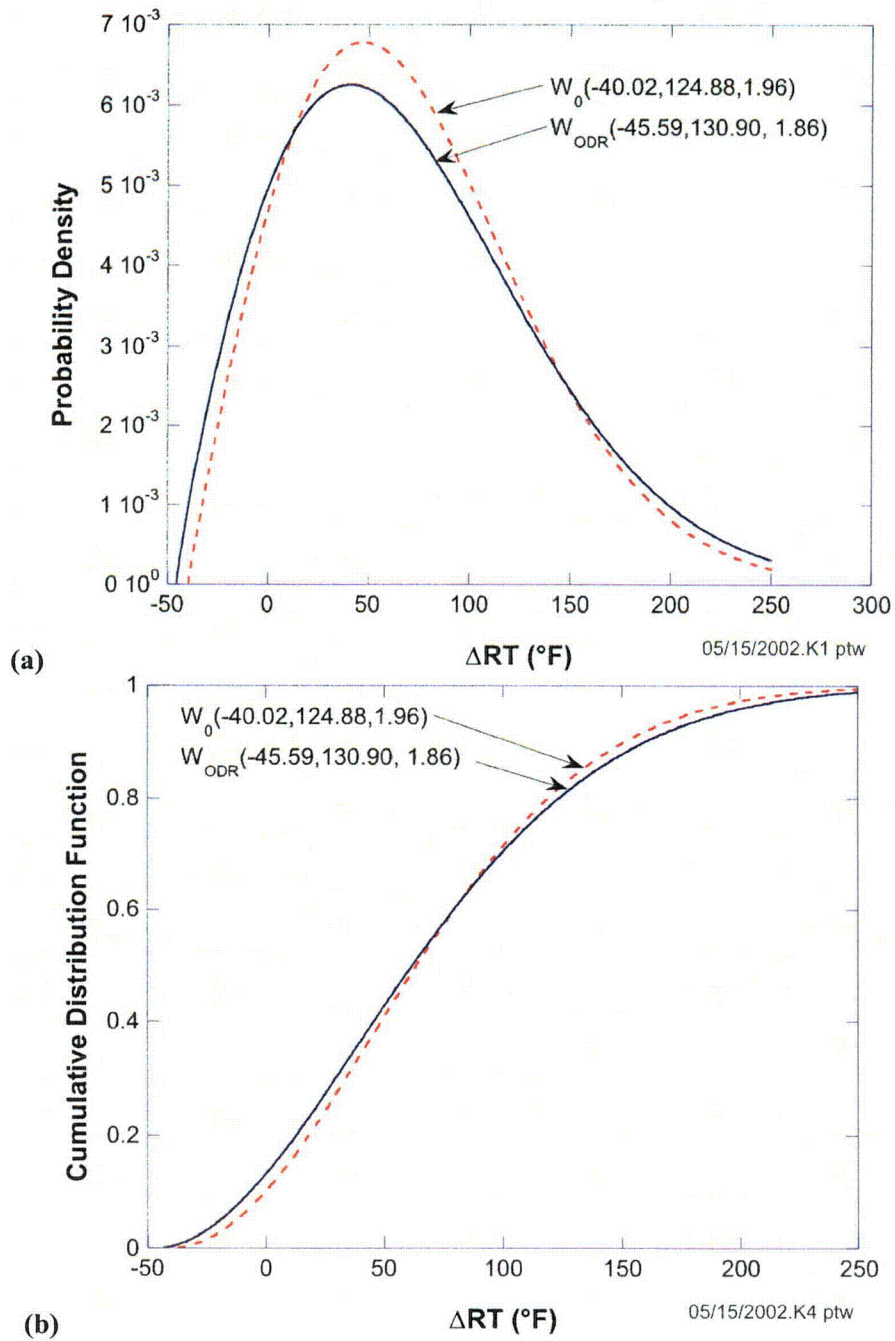 7 10⁻³
6 10⁻³
5 10⁻³
4 10⁻³
3 10⁻³
2 10⁻³
1 10⁻³
0 10⁰
Probability Density
W₀(-40.02,124.88,1.96)
W_ODR(-45.59,130.90, 1.86)
-50 0 50 100 150 200 250 300
(a)
ΔRT (°F)
05/15/2002.K1 ptw
1
0.8
0.6
0.4
0.2
0
Cumulative Distribution Function
W₀(-40.02,124.88,1.96)
W_ODR(-45.59,130.90, 1.86)
-50 0 50 100 150 200 250
(b)
ΔRT (°F)
05/15/2002.K4 ptw